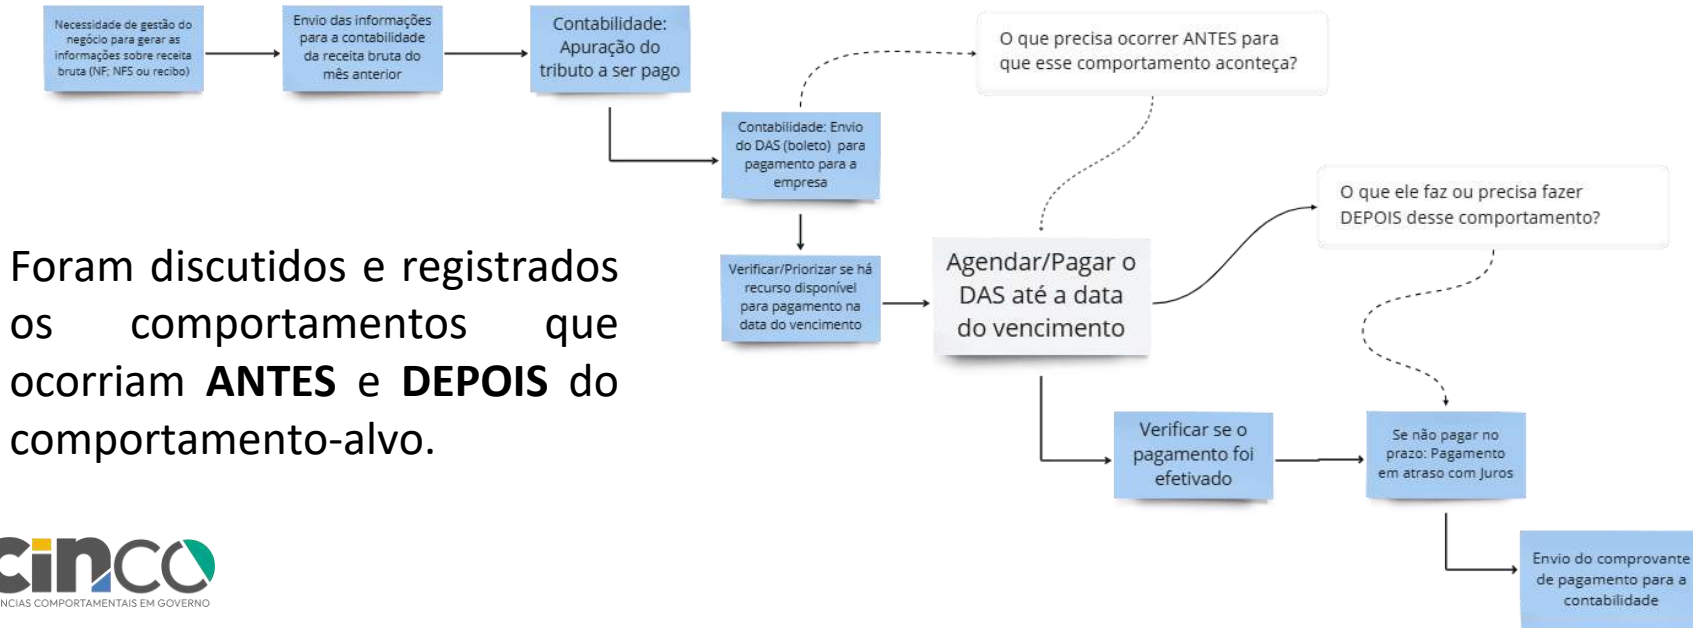 Necessidade de gestão do
negócio para gerar as
informações sobre receita
bruta (NF; NFS ou recibo)
Envio das informações
para a contabilidade
da receita bruta do
mês anterior
Contabilidade:
Apuração do
tributo a ser pago
O que precisa ocorrer ANTES para
que esse comportamento aconteça?
Contabilidade: Envio
do DAS (boleto) para
pagamento para a
empresa
O que ele faz ou precisa fazer
DEPOIS desse comportamento?
Foram discutidos e registrados
os comportamentos que
ocorriam ANTES e DEPOIS do
comportamento-alvo.
Verificar/Priorizar se há
recurso disponível
para pagamento na
data do vencimento
Agendar/Pagar o
DAS até a data
do vencimento
Verificar se o
pagamento foi
efetivado
Se não pagar no
prazo: Pagamento
em atraso com Juros
Envio do comprovante
de pagamento para a
contabilidade
cinco
NCIAS COMPORTAMENTAIS EM GOVERNO